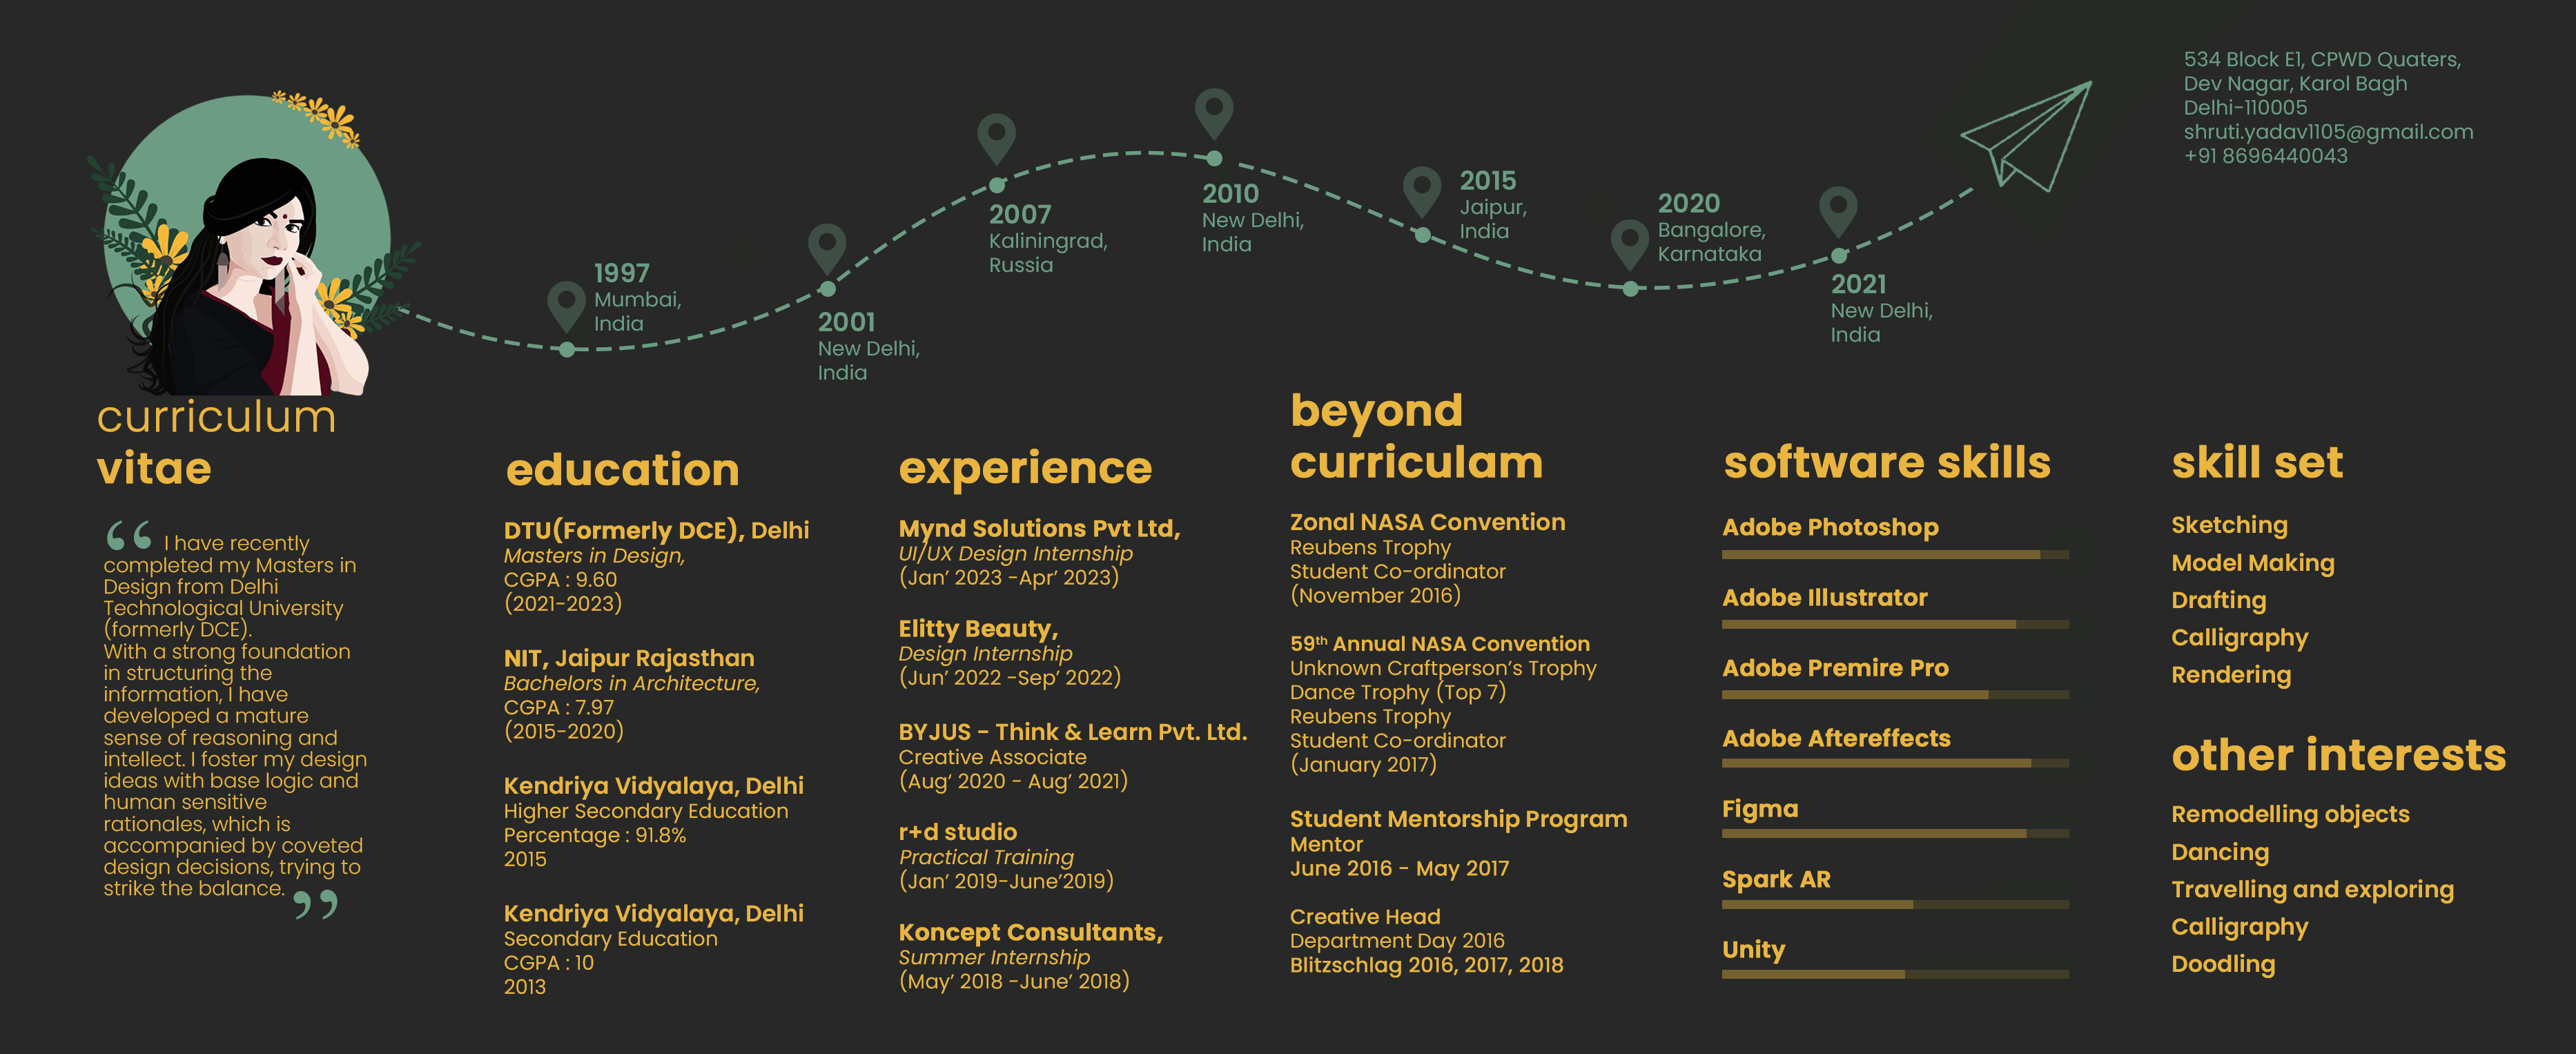 534 Block E1, CPWD Quaters,
Dev Nagar, Karol Bagh
Delhi-110005
shruti.yadav1105@gmail.com
+91 8696440043
1997
Mumbai,
India
2001
New Delhi,
India
2007
Kaliningrad,
Russia
2010
New Delhi,
India
2015
Jaipur,
India
2020
Bangalore,
Karnataka
2021
New Delhi,
India
curriculum
vitae
“ I have recently
completed my Masters in
Design from Delhi
Technological University
(formerly DCE).
With a strong foundation
in structuring the
information, I have
developed a mature
sense of reasoning and
intellect. I foster my design
ideas with base logic and
human sensitive
rationales, which is
accompanied by coveted
design decisions, trying to
strike the balance. ”
education
DTU(Formerly DCE), Delhi
Masters in Design,
CGPA : 9.60
(2021-2023)
NIT, Jaipur Rajasthan
Bachelors in Architecture,
CGPA : 7.97
(2015-2020)
Kendriya Vidyalaya, Delhi
Higher Secondary Education
Percentage : 91.8%
2015
Kendriya Vidyalaya, Delhi
Secondary Education
CGPA : 10
2013
experience
Mynd Solutions Pvt Ltd,
UI/UX Design Internship
(Jan’ 2023 -Apr’ 2023)
Elitty Beauty,
Design Internship
(Jun’ 2022 -Sep’ 2022)
BYJUS - Think & Learn Pvt. Ltd.
Creative Associate
(Aug‘ 2020 - Aug’ 2021)
r+d studio
Practical Training
(Jan’ 2019-June’2019)
Koncept Consultants,
Summer Internship
(May’ 2018 -June’ 2018)
beyond
curriculam
Zonal NASA Convention
Reubens Trophy
Student Co-ordinator
(November 2016)
59th Annual NASA Convention
Unknown Craftperson’s Trophy
Dance Trophy (Top 7)
Reubens Trophy
Student Co-ordinator
(January 2017)
Student Mentorship Program
Mentor
June 2016 - May 2017
Creative Head
Department Day 2016
Blitzschlag 2016, 2017, 2018
software skills
Adobe Photoshop
Adobe Illustrator
Adobe Premire Pro
Adobe Aftereffects
Figma
Spark AR
Unity
skill set
Sketching
Model Making
Drafting
Calligraphy
Rendering
other interests
Remodelling objects
Dancing
Travelling and exploring
Calligraphy
Doodling